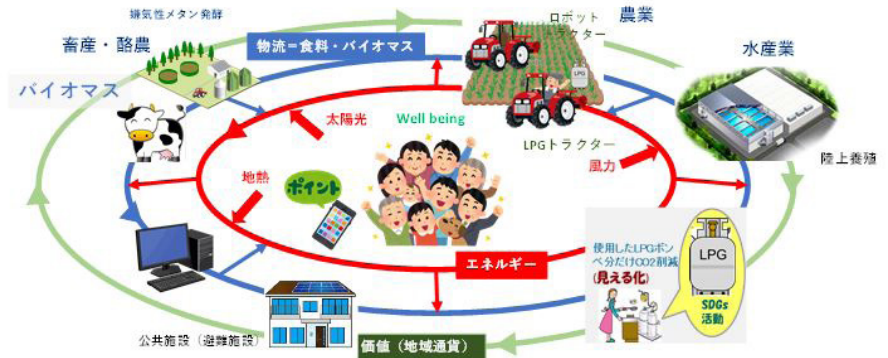 嫌気性メタン発酵
畜産・酪農
バイオマス
物流＝食料・バイオマス
ロボット
トラクター
農業
水産業
LPG
太陽光
Well being
LPGトラクター
風力
陸上養殖
地熱
ポイント
エネルギー
使用したLPGボン
ベ分だけCO2削減
(見える化)
LPG
SDGs
活動
公共施設（避難施設）
価値（地域通貨）